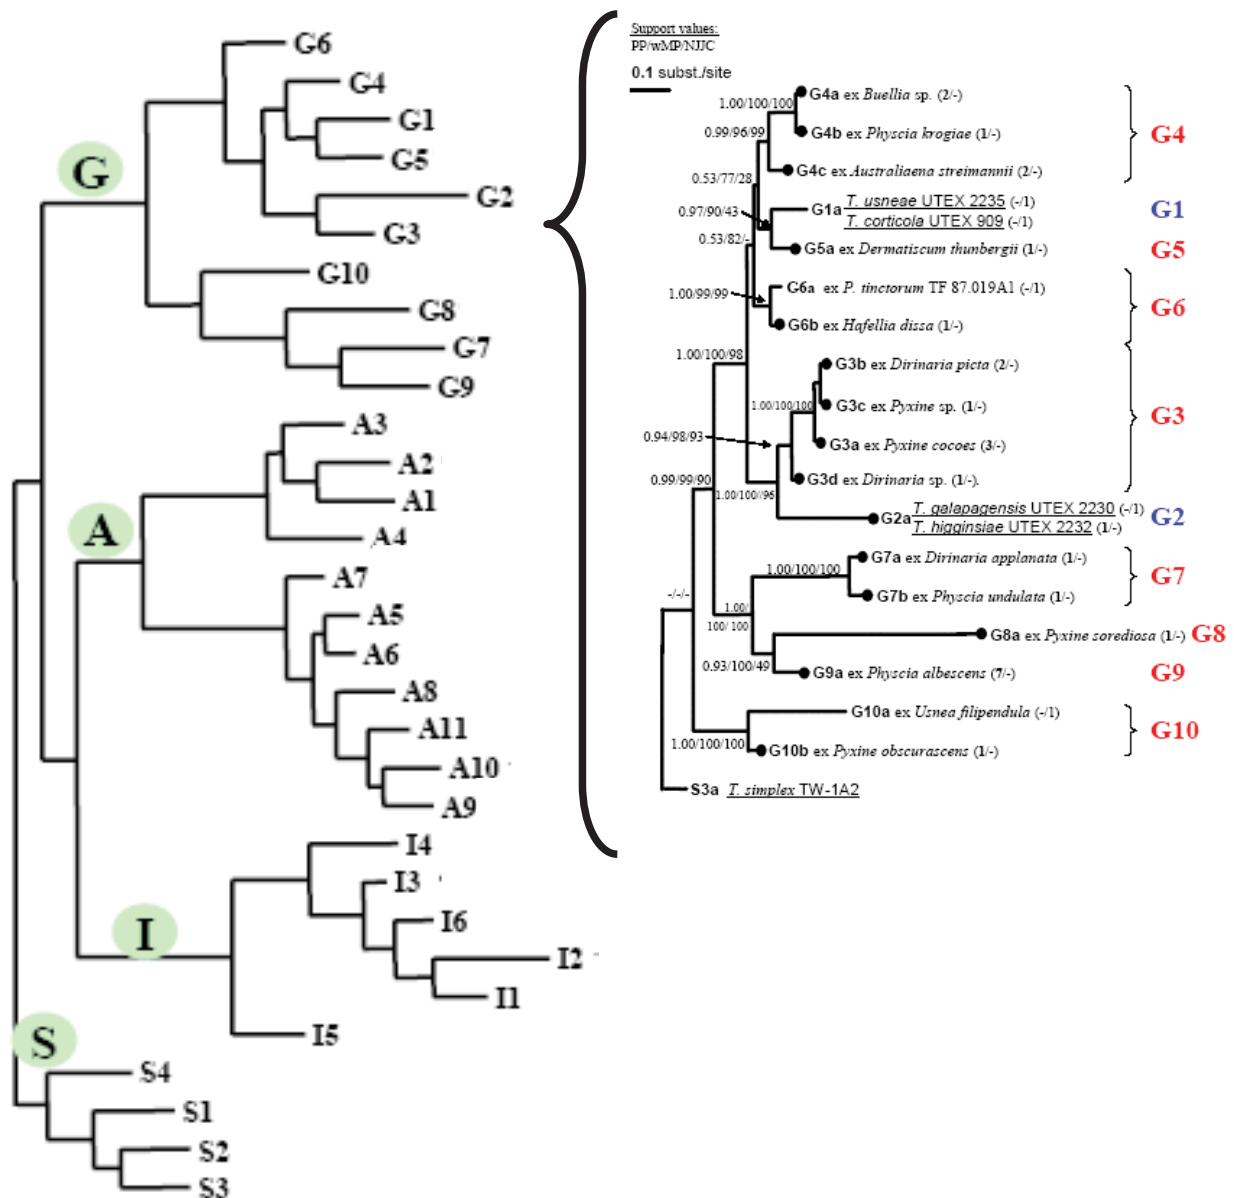 G6
G4
G1
G5
G2
G3
G10
G8
G7
G9
A3
A2
A1
A4
A7
A5
A6
A8
A11
A10
A9
I4
I3
I6
I2
I1
I5
S4
S1
S2
S3
G
A
I
S
Support values:
PP/wMP/NJJC
0.1 subst./site
1.00/100/100
G4a ex Buellia sp. (2/-)
0.99/96/99
G4b ex Physcia krogiae (1/-)
G4
G4c ex Australiaena streimannii (2/-)
0.53/77/28
0.97/90/43
G1a T. usneae UTEX 2235 (-/1)
T. corticola UTEX 909 (-/1)
G1
0.53/82/-
G5a ex Dermatiscum thunbergii (1/-)
G5
1.00/99/99
G6a ex P. tinctorum TF 87.019A1 (-/1)
G6
G6b ex Hafellia dissa (1/-)
1.00/100/98
G3b ex Dirinaria picta (2/-)
1.00/100/100
G3c ex Pyxine sp. (1/-)
G3
0.94/98/93
G3a ex Pyxine cocoes (3/-)
0.99/99/90
G3d ex Dirinaria sp. (1/-).
1.00/100//96
G2a T. galapagensis UTEX 2230 (-/1)
T. higginsiae UTEX 2232 (1/-)
G2
G7a ex Dirinaria applanata (1/-)
1.00/100/100
G7
G7b ex Physcia undulata (1/-)
-/-/-
1.00/
100/100
G8a ex Pyxine sorediosa (1/-) G8
0.93/100/49
G9a ex Physcia albescens (7/-)
G9
G10a ex Usnea filipendula (-/1)
G10
1.00/100/100
G10b ex Pyxine obscurascens (1/-)
S3a T. simplex TW-1A2